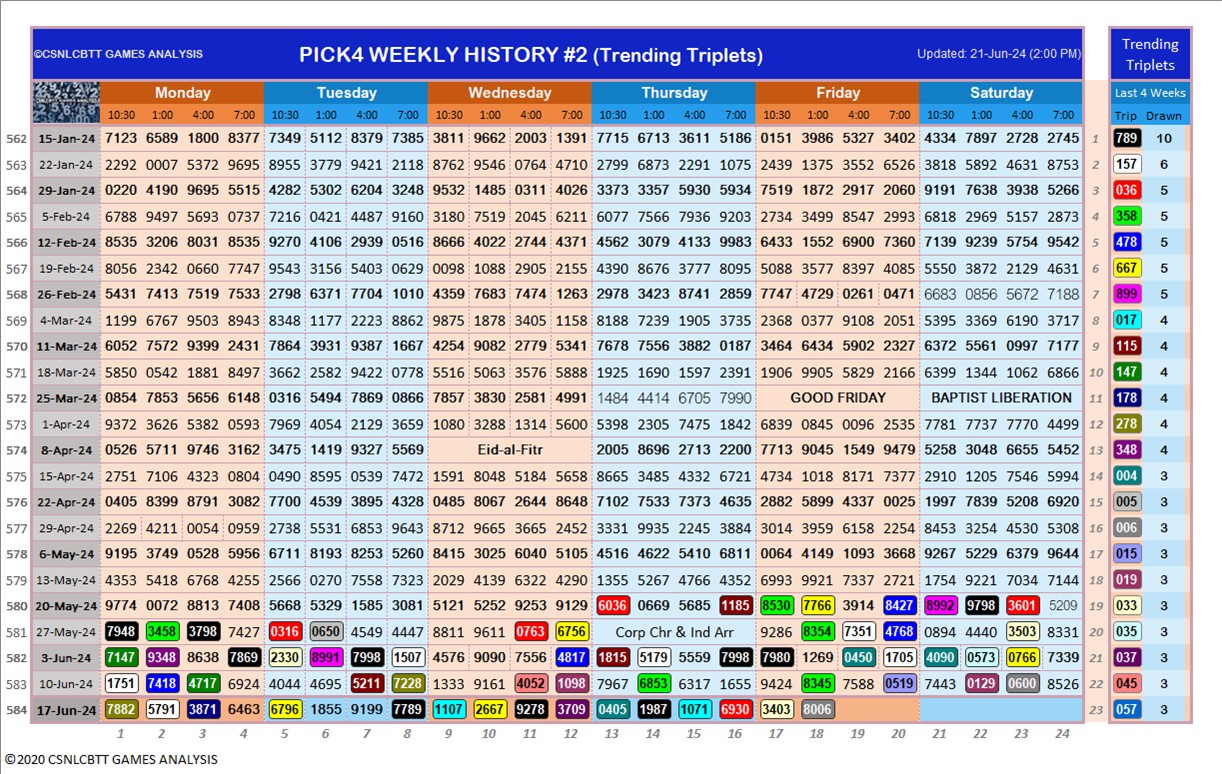 ©CSNLCBTT GAMES ANALYSIS PICK4 WEEKLY HISTORY #2 (Trending Triplets) Updated: 21-Jun-24 (2:00 PM) Trending Triplets
Monday Tuesday Wednesday Thursday Friday Saturday Last 4 Weeks
10:30 1:00 4:00 7:00 10:30 1:00 4:00 7:00 10:30 1:00 4:00 7:00 10:30 1:00 4:00 7:00 10:30 1:00 4:00 7:00 10:30 1:00 4:00 7:00 Trip Drawn
562 15-Jan-24 7123 6589 1800 8377 7349 5112 8379 7385 3811 9662 2003 1391 7715 6713 3611 5186 0151 3986 5327 3402 4334 7897 2728 2745 1 789 10
563 22-Jan-24 2292 0007 5372 9695 8955 3779 9421 2118 3762 9546 0764 4710 2799 6873 2291 1075 2439 1375 3552 6526 3818 5892 4631 8753 2 157 6
564 29-Jan-24 0220 4190 9695 5515 4282 5302 6204 3248 9532 1485 0311 4026 3373 3357 5930 5934 7519 1872 2917 2060 9191 7638 3938 5266 3 036 5
565 5-Feb-24 6788 9497 5693 0737 7216 0421 4487 9160 3180 7519 2045 6211 6077 7566 7936 9203 2734 3499 8547 2993 6818 2969 5157 2873 4 358 5
566 12-Feb-24 8535 3206 8031 8535 9270 4106 2939 0516 8666 4022 2744 4371 4562 3079 4133 9983 6433 1552 6900 7360 7139 9239 5754 9542 5 478 5
567 19-Feb-24 8056 2342 0660 7747 9543 3156 5403 0629 0098 1088 2905 2155 4390 8676 3777 8095 5088 3577 8397 4085 5550 3872 2129 4631 6 667 5
568 26-Feb-24 5431 7413 7519 7533 2798 6371 7704 1010 9359 7683 7474 1263 2978 3423 8741 2859 7747 4729 0261 0471 6683 0856 5672 7188 7 899 5
569 4-Mar-24 1199 6767 9503 8943 8348 1177 2223 8862 9875 1878 3405 1158 8188 7239 1905 3735 2368 0377 9108 2051 5395 3369 6190 3717 8 017 4
570 11-Mar-24 6052 7572 9399 2431 7864 3931 9387 1667 4254 9082 2779 5341 7678 7556 3882 0187 3464 6434 5902 2327 6372 5561 0997 7177 9 115 4
571 18-Mar-24 5850 0542 1881 8497 3662 2582 9422 0778 5516 5063 3576 5888 1925 1690 1597 2391 1906 9905 5829 2166 6399 1344 1062 6866 10 147 4
572 25-Mar-24 0854 7853 5656 6148 0316 5494 7869 0866 7857 3830 2581 4991 1484 4414 6705 7990 GOOD FRIDAY BAPTIST LIBERATION 11 178 4
573 1-Apr-24 9372 3626 5382 0593 7969 4054 2129 3659 1080 3288 1314 5600 5398 2305 7475 1842 6839 0845 0096 2535 7781 7737 7770 4499 12 278 4
574 8-Apr-24 0526 5711 9746 3162 3475 1419 9327 5569 Eid-al-Fitr 2005 8696 2713 2200 7713 9045 1549 9479 5258 3048 6655 5452 13 348 4
575 15-Apr-24 2751 7106 4323 0804 0490 8595 0539 7472 1591 8048 5184 5658 8665 3485 4332 6721 4734 1018 8171 7377 2910 1205 7546 5994 14 004 3
576 22-Apr-24 0405 8399 8791 3082 7700 4539 3895 4328 0485 8067 2644 8648 7102 7533 7373 4635 2882 5899 4337 0025 1997 7839 5208 6920 15 005 3
577 29-Apr-24 2269 4211 0054 0959 2738 5531 6853 9643 8712 9665 3665 2452 3331 9935 2245 3884 3014 3959 6158 2254 8453 3254 4530 5308 16 006 3
578 6-May-24 9195 3749 0528 5956 6711 8193 8253 5260 8415 3025 6040 5105 4516 4622 5410 6811 0064 4149 1093 3668 9267 5229 6379 9644 17 015 3
579 13-May-24 4353 5418 6768 4255 2566 0270 7558 7323 2029 4139 6322 4290 1355 5267 4766 4352 6993 9921 7337 2721 1754 9221 7034 7144 18 019 3
580 20-May-24 9774 0072 8813 7408 5668 5329 1585 3081 5121 5252 9253 9129 6036 0669 5685 1185 8530 7766 3914 8427 8992 9798 3601 5209 19 033 3
581 27-May-24 7948 3458 3798 7427 0316 0650 4549 4447 8811 9611 0763 6756 Corp Chr & Ind Arr 9286 8354 7351 4768 0894 4440 3503 8331 20 035 3
582 3-Jun-24 7147 9348 8638 7869 2330 8991 7998 1507 4576 9090 7556 4817 1815 5179 5559 7998 7980 1269 0450 1705 4090 0573 0766 7339 21 037 3
583 10-Jun-24 1751 7418 4717 6924 4044 4695 5211 7228 1333 9161 4052 1098 7967 6853 6317 1655 9424 8345 7588 0519 7443 0129 0600 8526 22 045 3
584 17-Jun-24 7882 5791 3871 6463 6796 1855 9199 7789 1107 2667 9278 3709 0405 1987 1071 6930 3403 8006 23 057 3
1 2 3 4 5 6 7 8 9 10 11 12 13 14 15 16 17 18 19 20 21 22 23 24
©2020 CSNLCBTT GAMES ANALYSIS